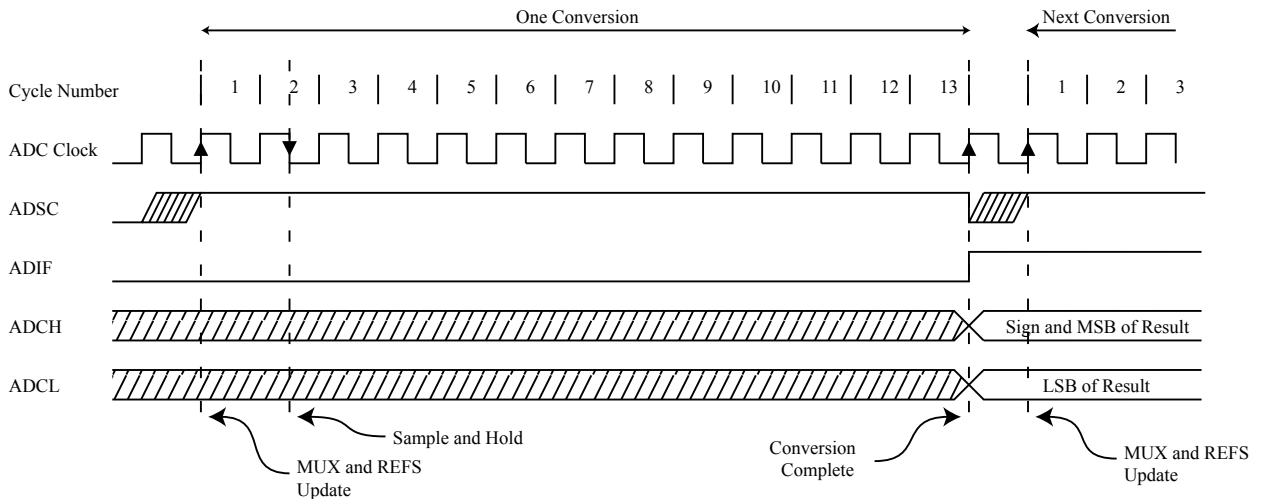 One Conversion
Next Conversion
Cycle Number
1 2 3 4 5 6 7 8 9 10 11 12 13 1 2 3
ADC Clock
ADSC
ADIF
ADCH
Sign and MSB of Result
ADCL
LSB of Result
Sample and Hold
MUX and REFS
Update
Conversion
Complete
MUX and REFS
Update